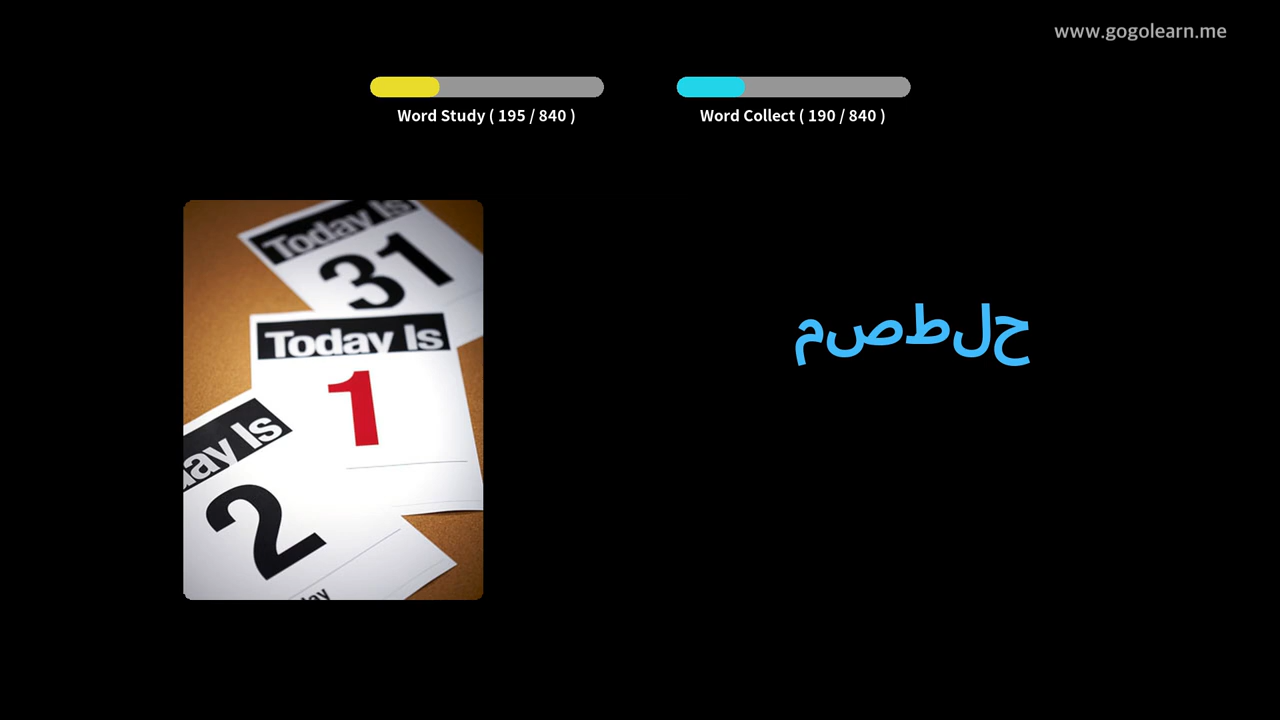 www.gogolearn.me
Word Study ( 195 / 840 )
Word Collect ( 190 / 840 )
Today Is
31
Today Is
1
ay Is
2
مصطلح